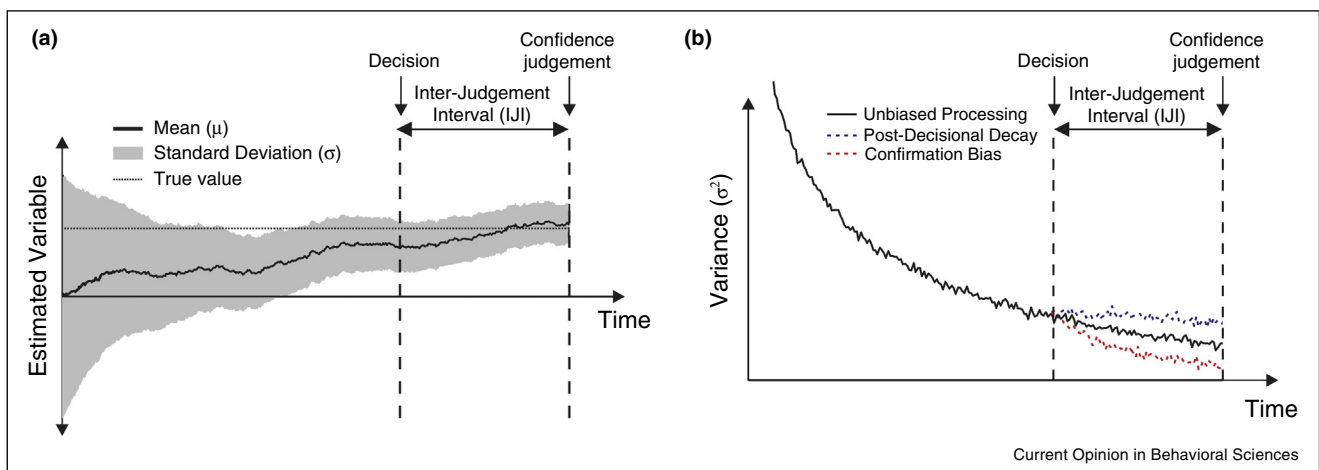 (a)
Decision
Confidence
judgement
Inter-Judgement
Interval (IJI)
Mean (μ)
Standard Deviation (σ)
True value
Estimated Variable
Time
(b)
Decision
Confidence
judgement
Inter-Judgement
Interval (IJI)
Unbiased Processing
Post-Decisional Decay
Confirmation Bias
Variance (σ²)
Time
Current Opinion in Behavioral Sciences